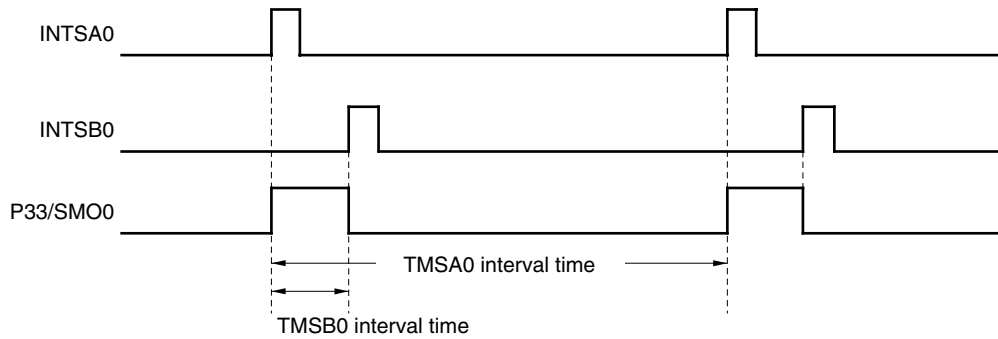 INTSA0
INTSB0
P33/SMO0
TMSA0 interval time
TMSB0 interval time